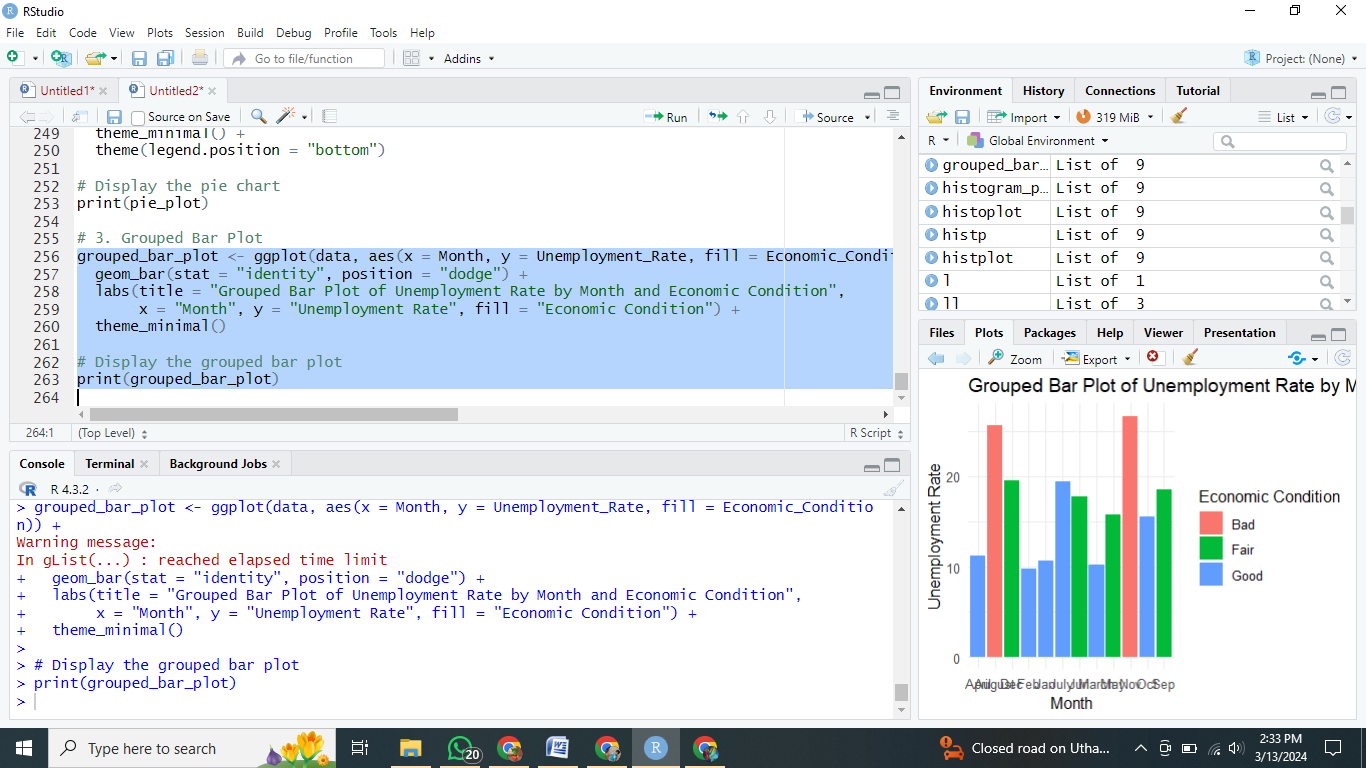 RStudio
File Edit Code View Plots Session Build Debug Profile Tools Help
Go to file/function Addins Project: (None)
Untitled1* Untitled2*
Source on Save Run Source
249 theme_minimal() +
250 theme(legend.position = "bottom")
251
252 # Display the pie chart
253 print(pie_plot)
254
255 # 3. Grouped Bar Plot
256 grouped_bar_plot <- ggplot(data, aes(x = Month, y = Unemployment_Rate, fill = Economic_Condi
257 geom_bar(stat = "identity", position = "dodge") +
258 labs(title = "Grouped Bar Plot of Unemployment Rate by Month and Economic Condition",
259 x = "Month", y = "Unemployment Rate", fill = "Economic Condition") +
260 theme_minimal()
261
262 # Display the grouped bar plot
263 print(grouped_bar_plot)
264
264:1 (Top Level) R Script
Console Terminal Background Jobs
R 4.3.2 ·
> grouped_bar_plot <- ggplot(data, aes(x = Month, y = Unemployment_Rate, fill = Economic_Conditio
n)) +
Warning message:
In gList(...) : reached elapsed time limit
+ geom_bar(stat = "identity", position = "dodge") +
+ labs(title = "Grouped Bar Plot of Unemployment Rate by Month and Economic Condition",
+ x = "Month", y = "Unemployment Rate", fill = "Economic Condition") +
+ theme_minimal()
>
> # Display the grouped bar plot
> print(grouped_bar_plot)
>
Environment History Connections Tutorial
Import 319 MiB List
R Global Environment
grouped_bar... List of 9
histogram_p... List of 9
histoplot List of 9
histp List of 9
histplot List of 9
l List of 1
ll List of 3
Files Plots Packages Help Viewer Presentation
Zoom Export
Grouped Bar Plot of Unemployment Rate by M
Unemployment Rate
20
10
0
April August Dec Feb Jan July Jun March May Nov Oct Sep
Month
Economic Condition
Bad
Fair
Good
Type here to search
20
Closed road on Utha...
2:33 PM
3/13/2024